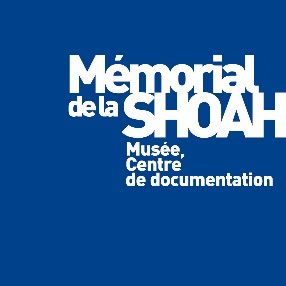 Mémorial
de la SHOAH
Musée,
Centre
de documentation